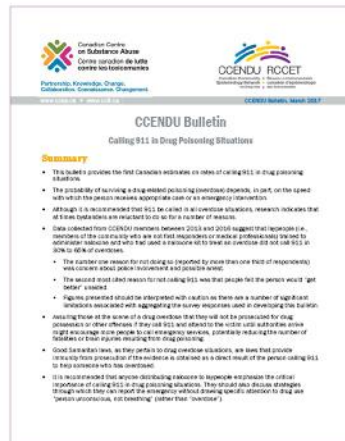 Canadian Centre
on Substance Abuse
Centre canadien de lutte
contre les toxicomanies
Partnership. Knowledge. Change.
Collaboration. Connaissance. Changement.
CCENDU RCCET
www.ccsa.ca • www.ccdus.ca
CCENDU Bulletin, March 2017
CCENDU Bulletin
Calling 911 in Drug Poisoning Situations
Summary
• This bulletin provides the first Canadian estimates on rates of calling 911 in drug poisoning
situations.
• The probability of surviving a drug-related poisoning (overdose) depends, in part, on the speed
with which the person receives appropriate care or an emergency intervention.
• Although it is recommended that 911 be called in all overdose situations, research indicates that
at times bystanders are reluctant to do so for a number of reasons.
• Data collected from CCENDU members between 2013 and 2016 suggest that laypeople (i.e.,
members of the community who are not first responders or medical professionals) trained to
administer naloxone and who had used a naloxone kit to treat an overdose did not call 911 in
30% to 65% of overdoses.
• The number one reason for not doing so (reported by more than one third of respondents)
was concern about police involvement and possible arrest.
• The second most cited reason for not calling 911 was that people felt the person would "get
better" unaided.
• Figures presented should be interpreted with caution as there are a number of significant
limitations associated with aggregating the survey responses used in developing this bulletin.
• Assuring those at the scene of a drug overdose that they will not be prosecuted for drug
possession or other offences if they call 911 and attend to the victim until authorities arrive
might encourage more people to call emergency services, potentially reducing the number of
fatalities or brain injuries resulting from drug poisoning.
• Good Samaritan laws, as they pertain to drug overdose situations, are laws that provide
immunity from prosecution if the evidence is obtained as a direct result of the person calling 911
to help someone who has overdosed.
• It is recommended that anyone distributing naloxone to laypeople emphasize the critical
importance of calling 911 in drug poisoning situations. They should also discuss strategies
through which they can report the emergency without drawing specific attention to drug use
"person unconscious, not breathing" (rather than "overdose").